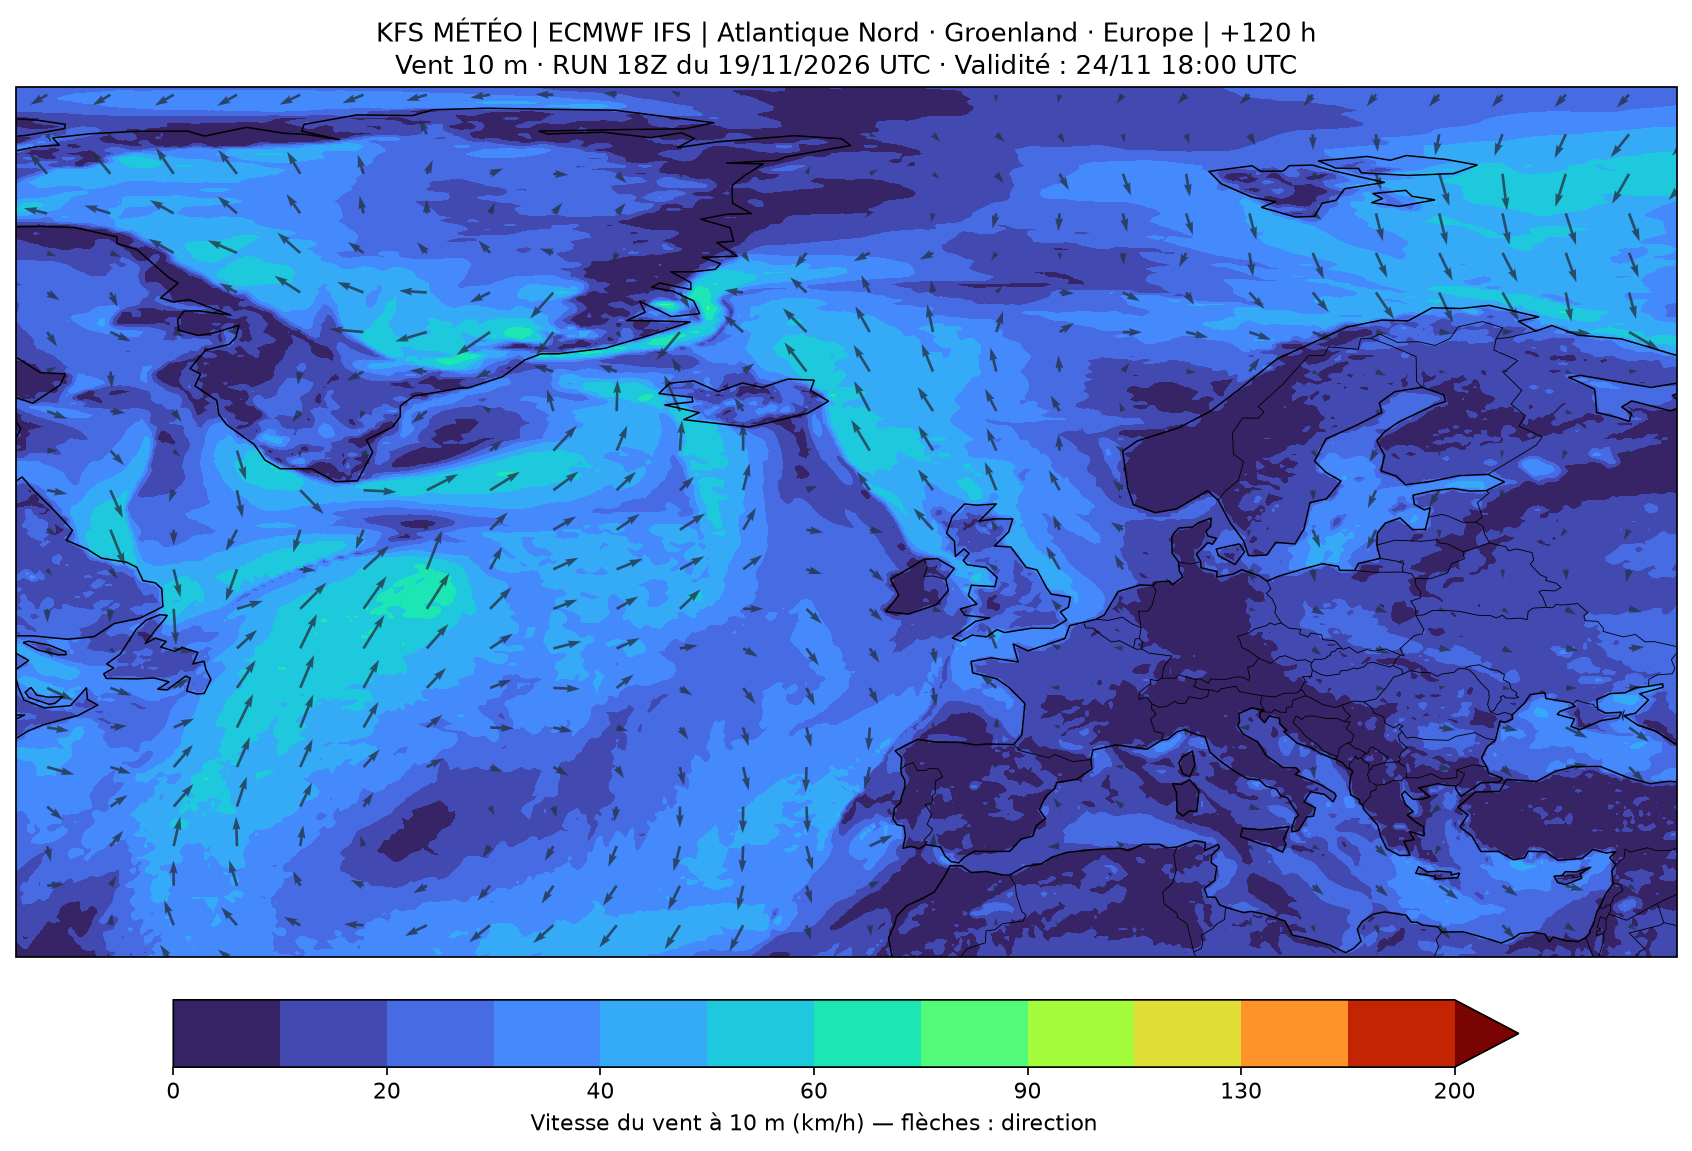 KFS MÉTÉO | ECMWF IFS | Atlantique Nord · Groenland · Europe | +120 h
Vent 10 m · RUN 18Z du 19/11/2026 UTC · Validité : 24/11 18:00 UTC
0 20 40 60 90 130 200
Vitesse du vent à 10 m (km/h) — flèches : direction